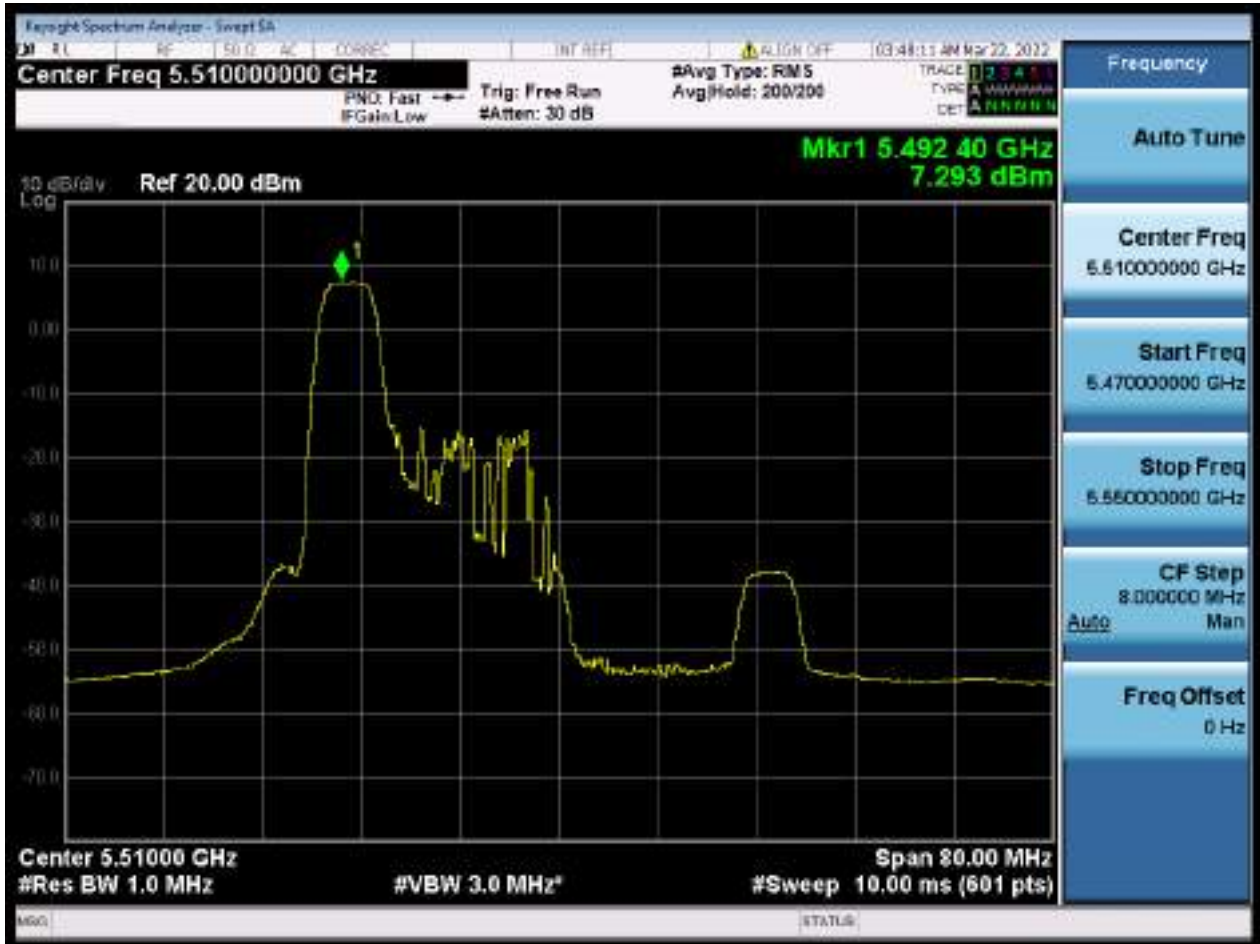 Keysight Spectrum Analyzer - Swept SA
RL RF 50 Ω AC CORREC INT REF ALIGN OFF 03:48:11 AM Mar 22, 2022
Center Freq 5.510000000 GHz
PNO: Fast
IFGain:Low
Trig: Free Run
#Atten: 30 dB
#Avg Type: RMS
Avg|Hold: 200/200
TRACE 1 2 3 4 5 6
TYPE A
DET A N N N N N
Mkr1 5.492 40 GHz
7.293 dBm
10 dB/div Ref 20.00 dBm
Log
1
10.0
0.00
-10.0
-20.0
-30.0
-40.0
-50.0
-60.0
-70.0
Center 5.51000 GHz
Span 80.00 MHz
#Res BW 1.0 MHz
#VBW 3.0 MHz*
#Sweep 10.00 ms (601 pts)
MSG
STATUS
Frequency
Auto Tune
Center Freq
5.510000000 GHz
Start Freq
5.470000000 GHz
Stop Freq
5.550000000 GHz
CF Step
8.000000 MHz
Auto Man
Freq Offset
0 Hz